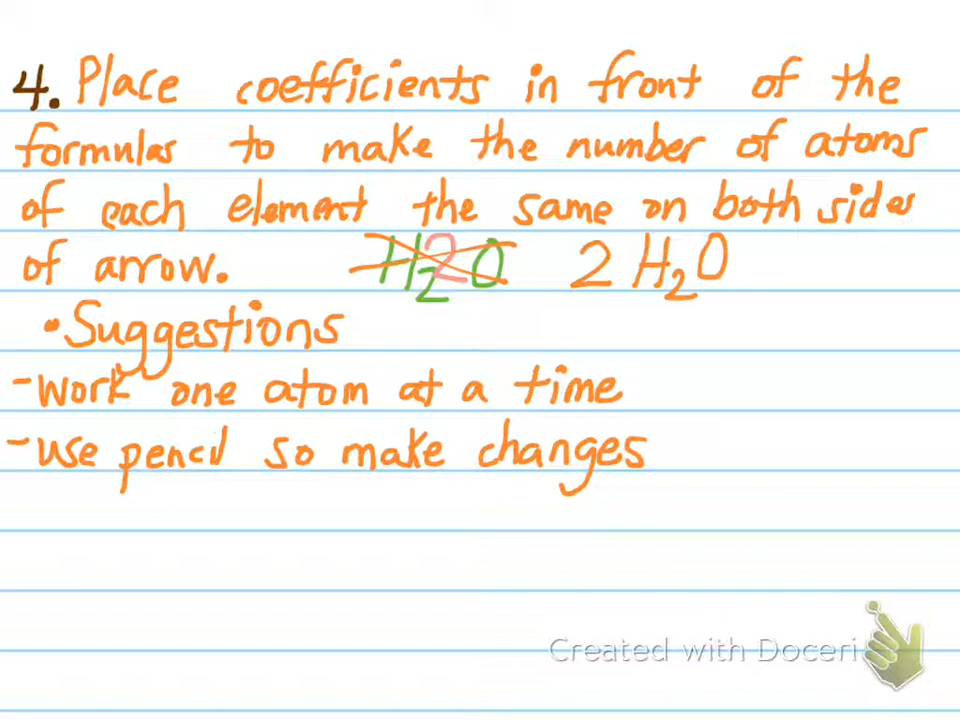 4. Place coefficients in front of the
formulas to make the number of atoms
of each element the same on both sides
of arrow. H₂2O 2 H₂O
• Suggestions
- Work one atom at a time
- use pencil so make changes
Created with Doceri